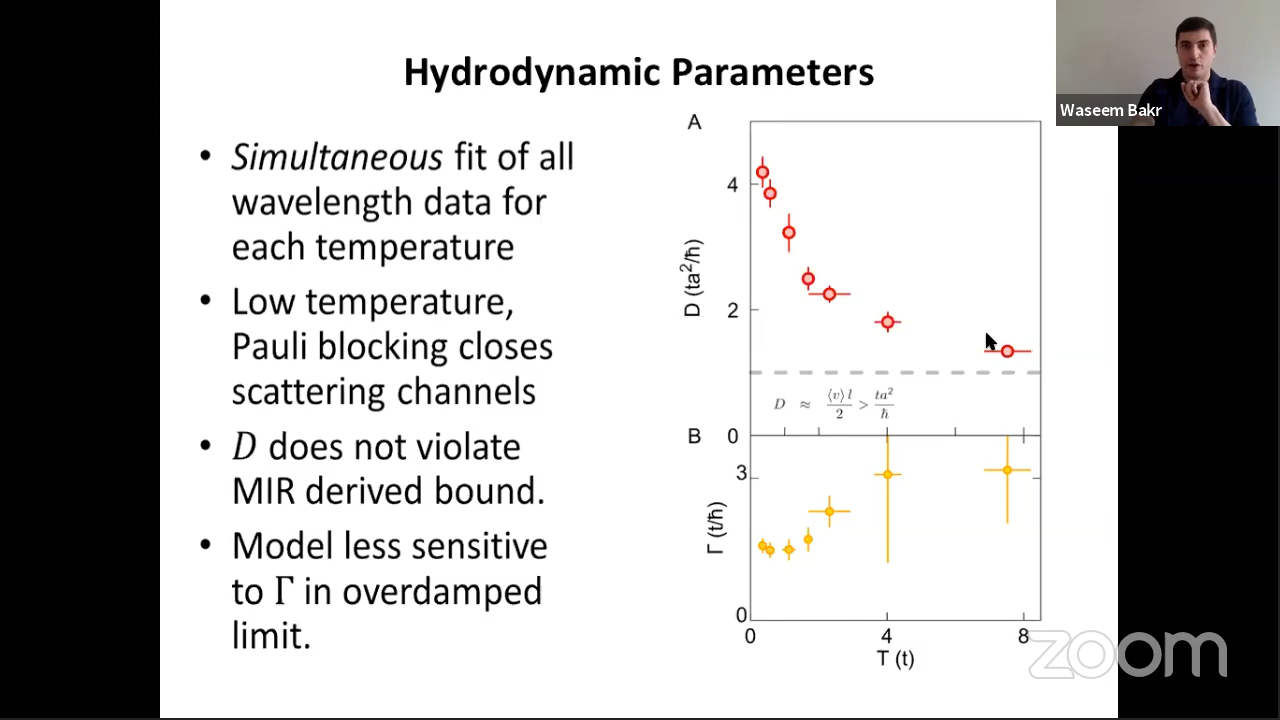 Hydrodynamic Parameters
Waseem Bakr
• Simultaneous fit of all
wavelength data for
each temperature
• Low temperature,
Pauli blocking closes
scattering channels
• D does not violate
MIR derived bound.
• Model less sensitive
to Γ in overdamped
limit.
A
4
2
0
D (ta²/ħ)
D ≈ ⟨v⟩ l / 2 > ta² / ħ
B
3
0
Γ (t/ħ)
0 4 8
T (t)
zoom